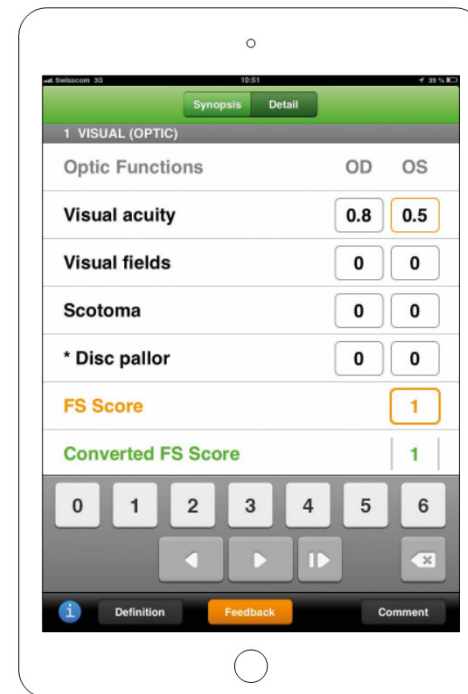 Swisscom 3G 10:51 39 %
Synopsis Detail
1 VISUAL (OPTIC)
Optic Functions OD OS
Visual acuity 0.8 0.5
Visual fields 0 0
Scotoma 0 0
* Disc pallor 0 0
FS Score 1
Converted FS Score 1
0 1 2 3 4 5 6
i Definition Feedback Comment